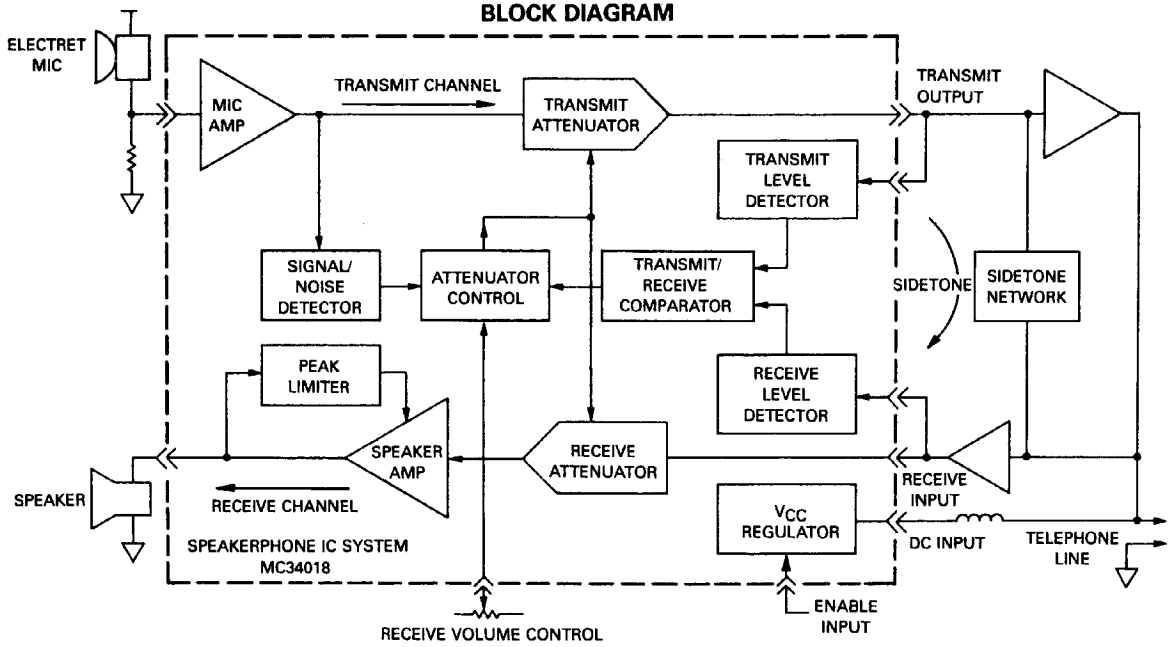 BLOCK DIAGRAM
ELECTRET
MIC
MIC
AMP
TRANSMIT CHANNEL
TRANSMIT
ATTENUATOR
TRANSMIT
OUTPUT
TRANSMIT
LEVEL
DETECTOR
SIGNAL/
NOISE
DETECTOR
ATTENUATOR
CONTROL
TRANSMIT/
RECEIVE
COMPARATOR
SIDETONE
SIDETONE
NETWORK
PEAK
LIMITER
RECEIVE
LEVEL
DETECTOR
SPEAKER
AMP
RECEIVE
ATTENUATOR
SPEAKER
RECEIVE CHANNEL
RECEIVE
INPUT
VCC
REGULATOR
DC INPUT
TELEPHONE
LINE
SPEAKERPHONE IC SYSTEM
MC34018
ENABLE
INPUT
RECEIVE VOLUME CONTROL